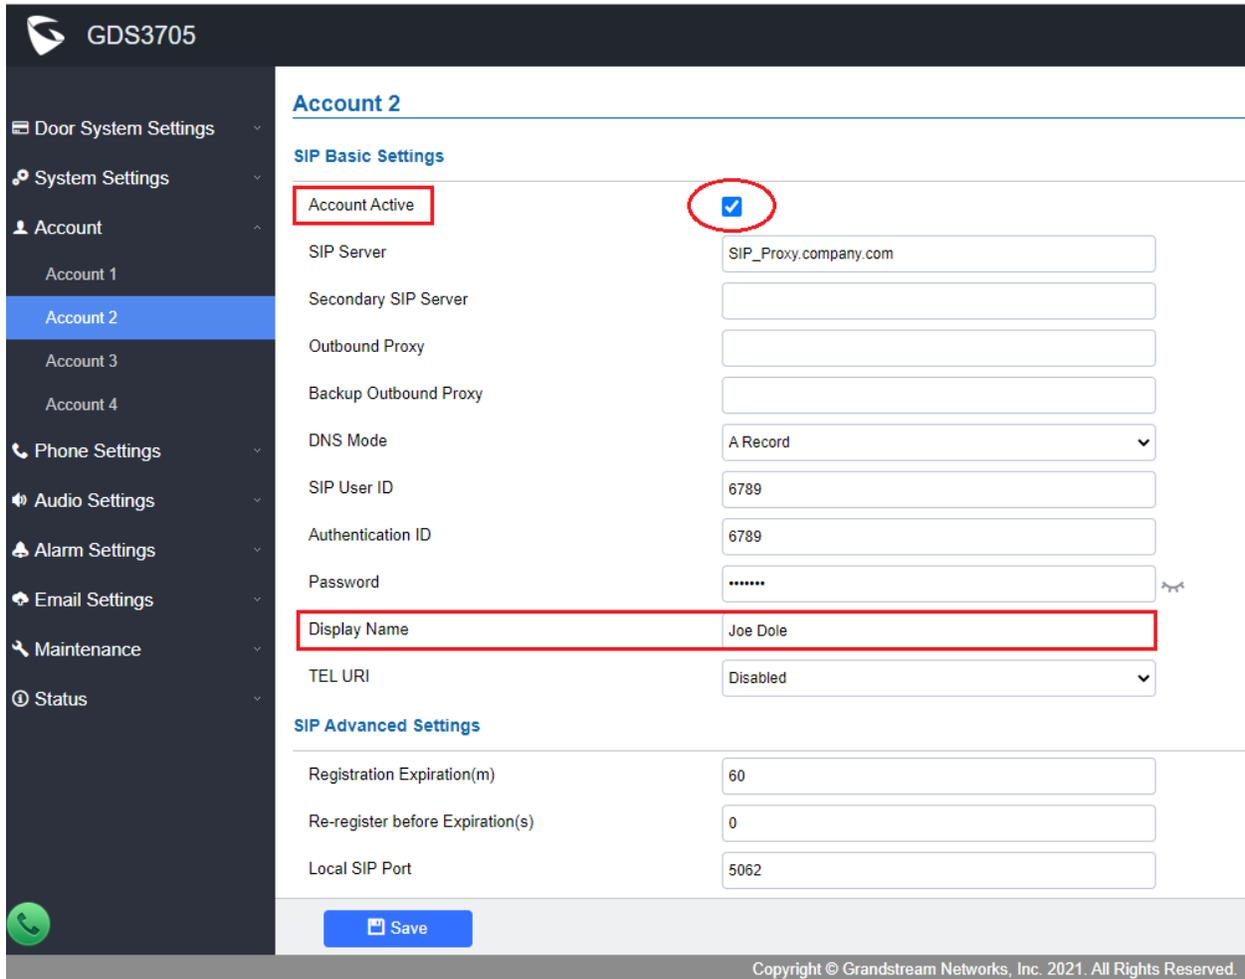 GDS3705
Door System Settings
System Settings
Account
Account 1
Account 2
Account 3
Account 4
Phone Settings
Audio Settings
Alarm Settings
Email Settings
Maintenance
Status
Account 2
SIP Basic Settings
Account Active
SIP Server SIP_Proxy.company.com
Secondary SIP Server
Outbound Proxy
Backup Outbound Proxy
DNS Mode A Record
SIP User ID 6789
Authentication ID 6789
Password •••••••
Display Name Joe Dole
TEL URI Disabled
SIP Advanced Settings
Registration Expiration(m) 60
Re-register before Expiration(s) 0
Local SIP Port 5062
Save
Copyright © Grandstream Networks, Inc. 2021. All Rights Reserved.